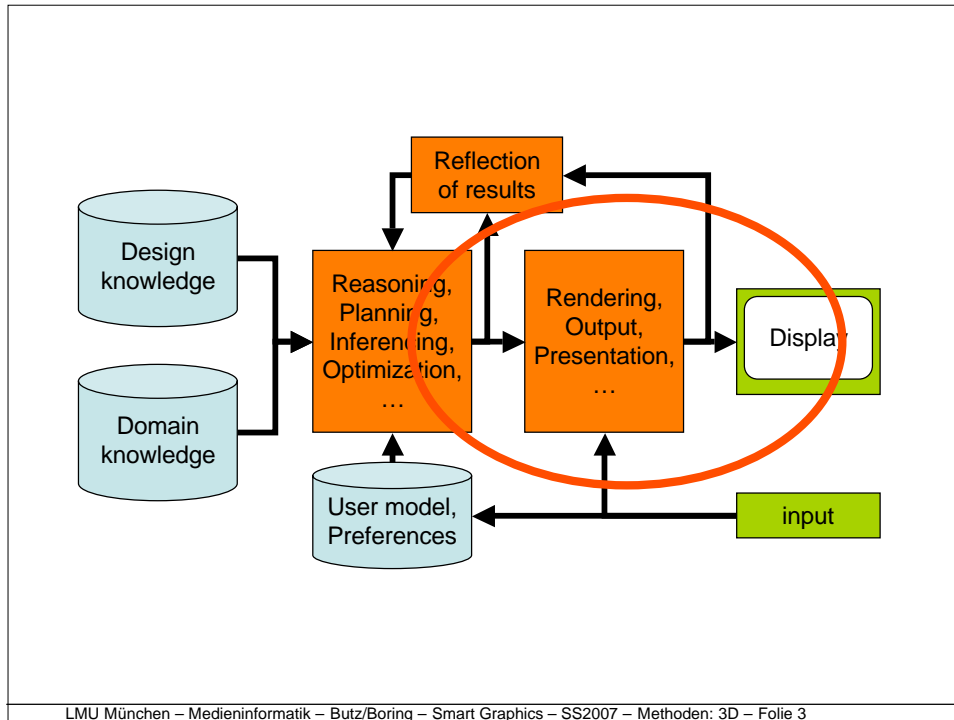 Reflection
of results
Design
knowledge
Domain
knowledge
Reasoning,
Planning,
Inferencing,
Optimization,
…
Rendering,
Output,
Presentation,
…
Display
User model,
Preferences
input
LMU München – Medieninformatik – Butz/Boring – Smart Graphics – SS2007 – Methoden: 3D – Folie 3